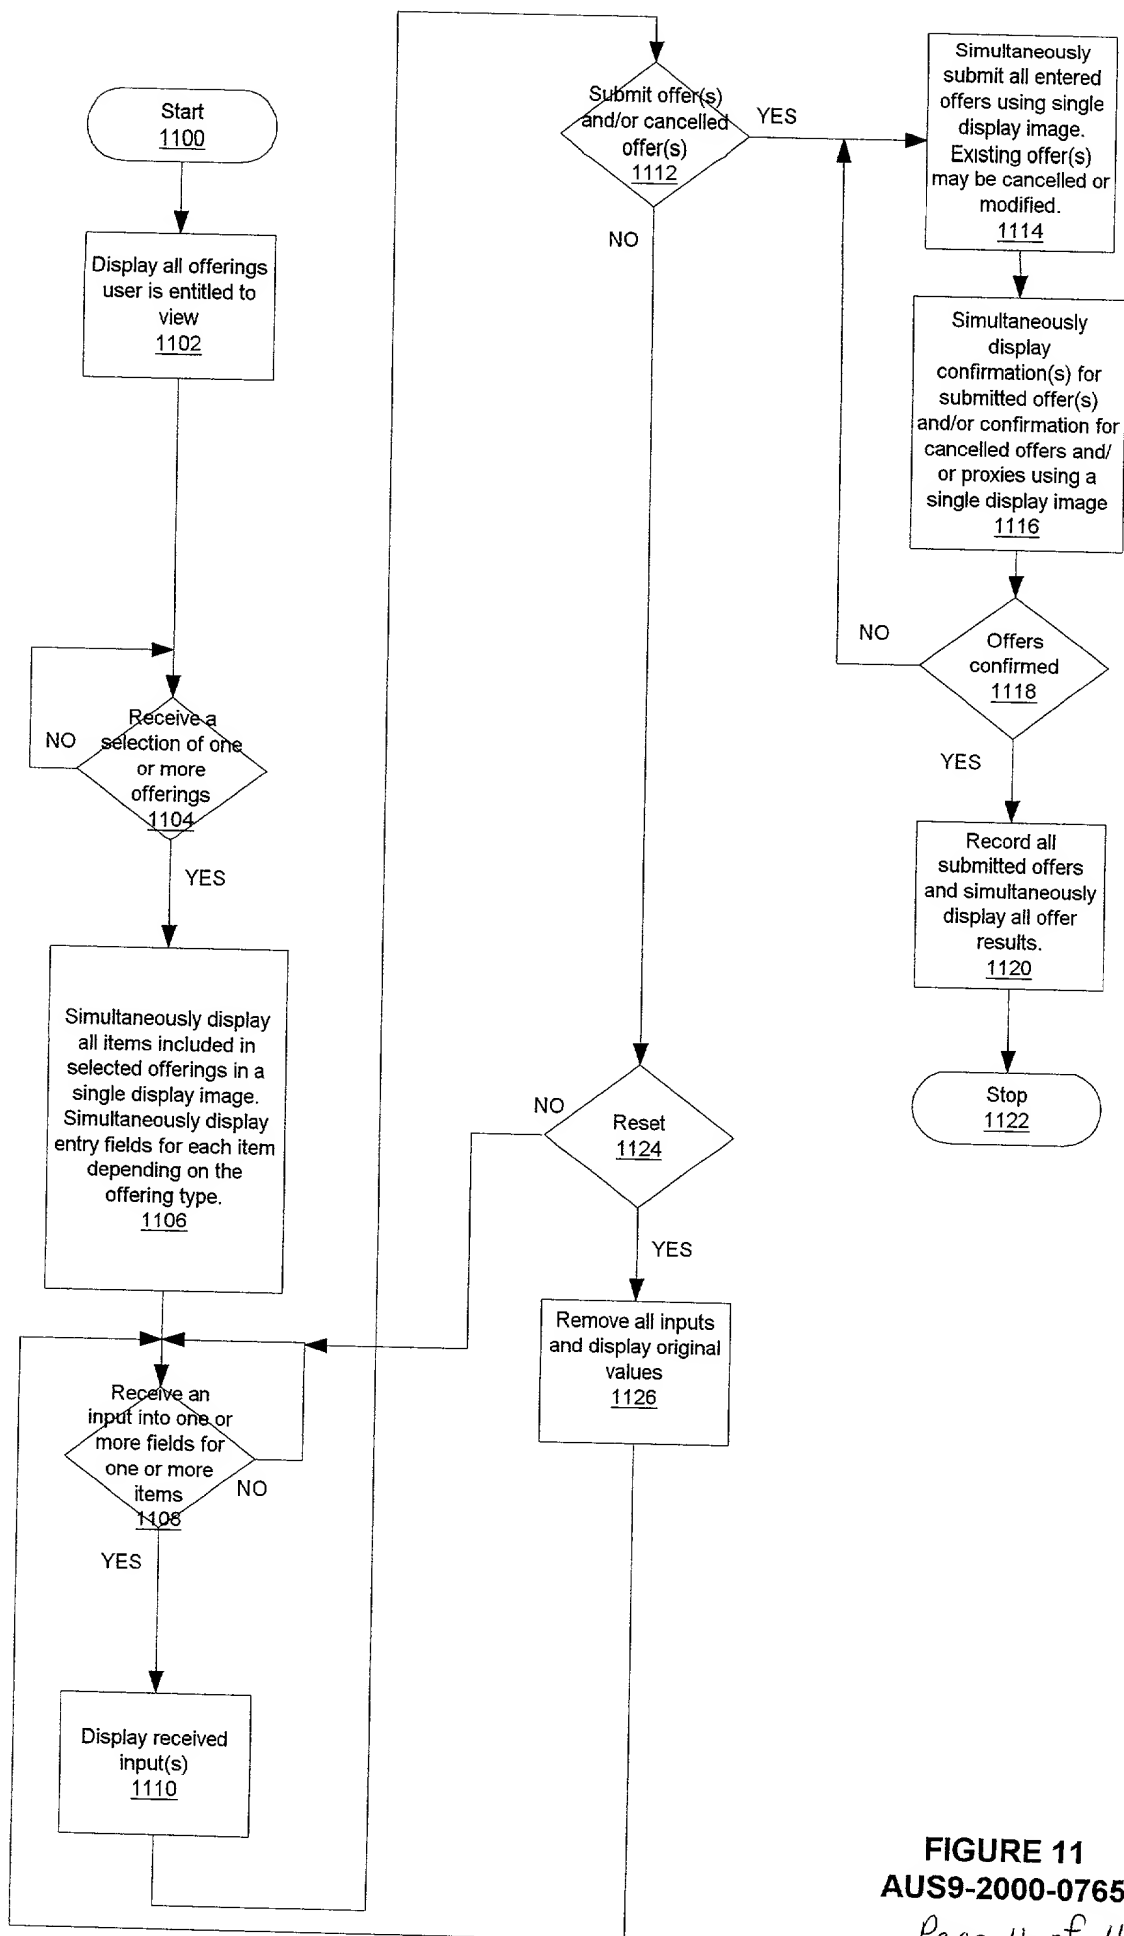 Start
1100
Display all offerings
user is entitled to
view
1102
NO
Receive a
selection of one
or more
offerings
1104
YES
Simultaneously display
all items included in
selected offerings in a
single display image.
Simultaneously display
entry fields for each item
depending on the
offering type.
1106
Receive an
input into one or
more fields for
one or more
items
1108
NO
YES
Display received
input(s)
1110
Submit offer(s)
and/or cancelled
offer(s)
1112
YES
NO
Simultaneously
submit all entered
offers using single
display image.
Existing offer(s)
may be cancelled or
modified.
1114
Simultaneously
display
confirmation(s) for
submitted offer(s)
and/or confirmation for
cancelled offers and/
or proxies using a
single display image
1116
NO
Offers
confirmed
1118
YES
Record all
submitted offers
and simultaneously
display all offer
results.
1120
Stop
1122
NO
Reset
1124
YES
Remove all inputs
and display original
values
1126
FIGURE 11
AUS9-2000-0765
Page 11 of 11